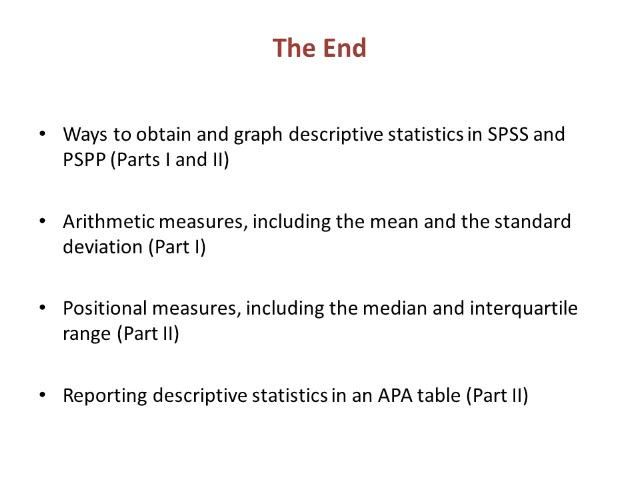 The End
• Ways to obtain and graph descriptive statistics in SPSS and
PSPP (Parts I and II)
• Arithmetic measures, including the mean and the standard
deviation (Part I)
• Positional measures, including the median and interquartile
range (Part II)
• Reporting descriptive statistics in an APA table (Part II)